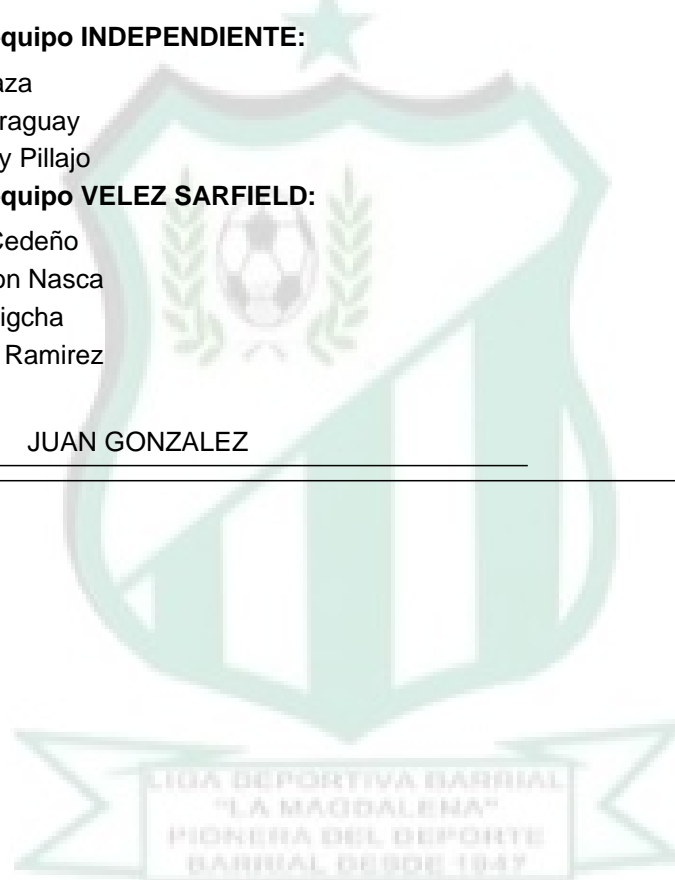 quipo INDEPENDIENTE:
aza
raguay
y Pillajo
quipo VELEZ SARFIELD:
Cedeño
on Nasca
igcha
Ramirez
JUAN GONZALEZ
LIGA DEPORTIVA BARRIAL
"LA MAGDALENA"
PIONERA DEL DEPORTE
BARRIAL DESDE 1947